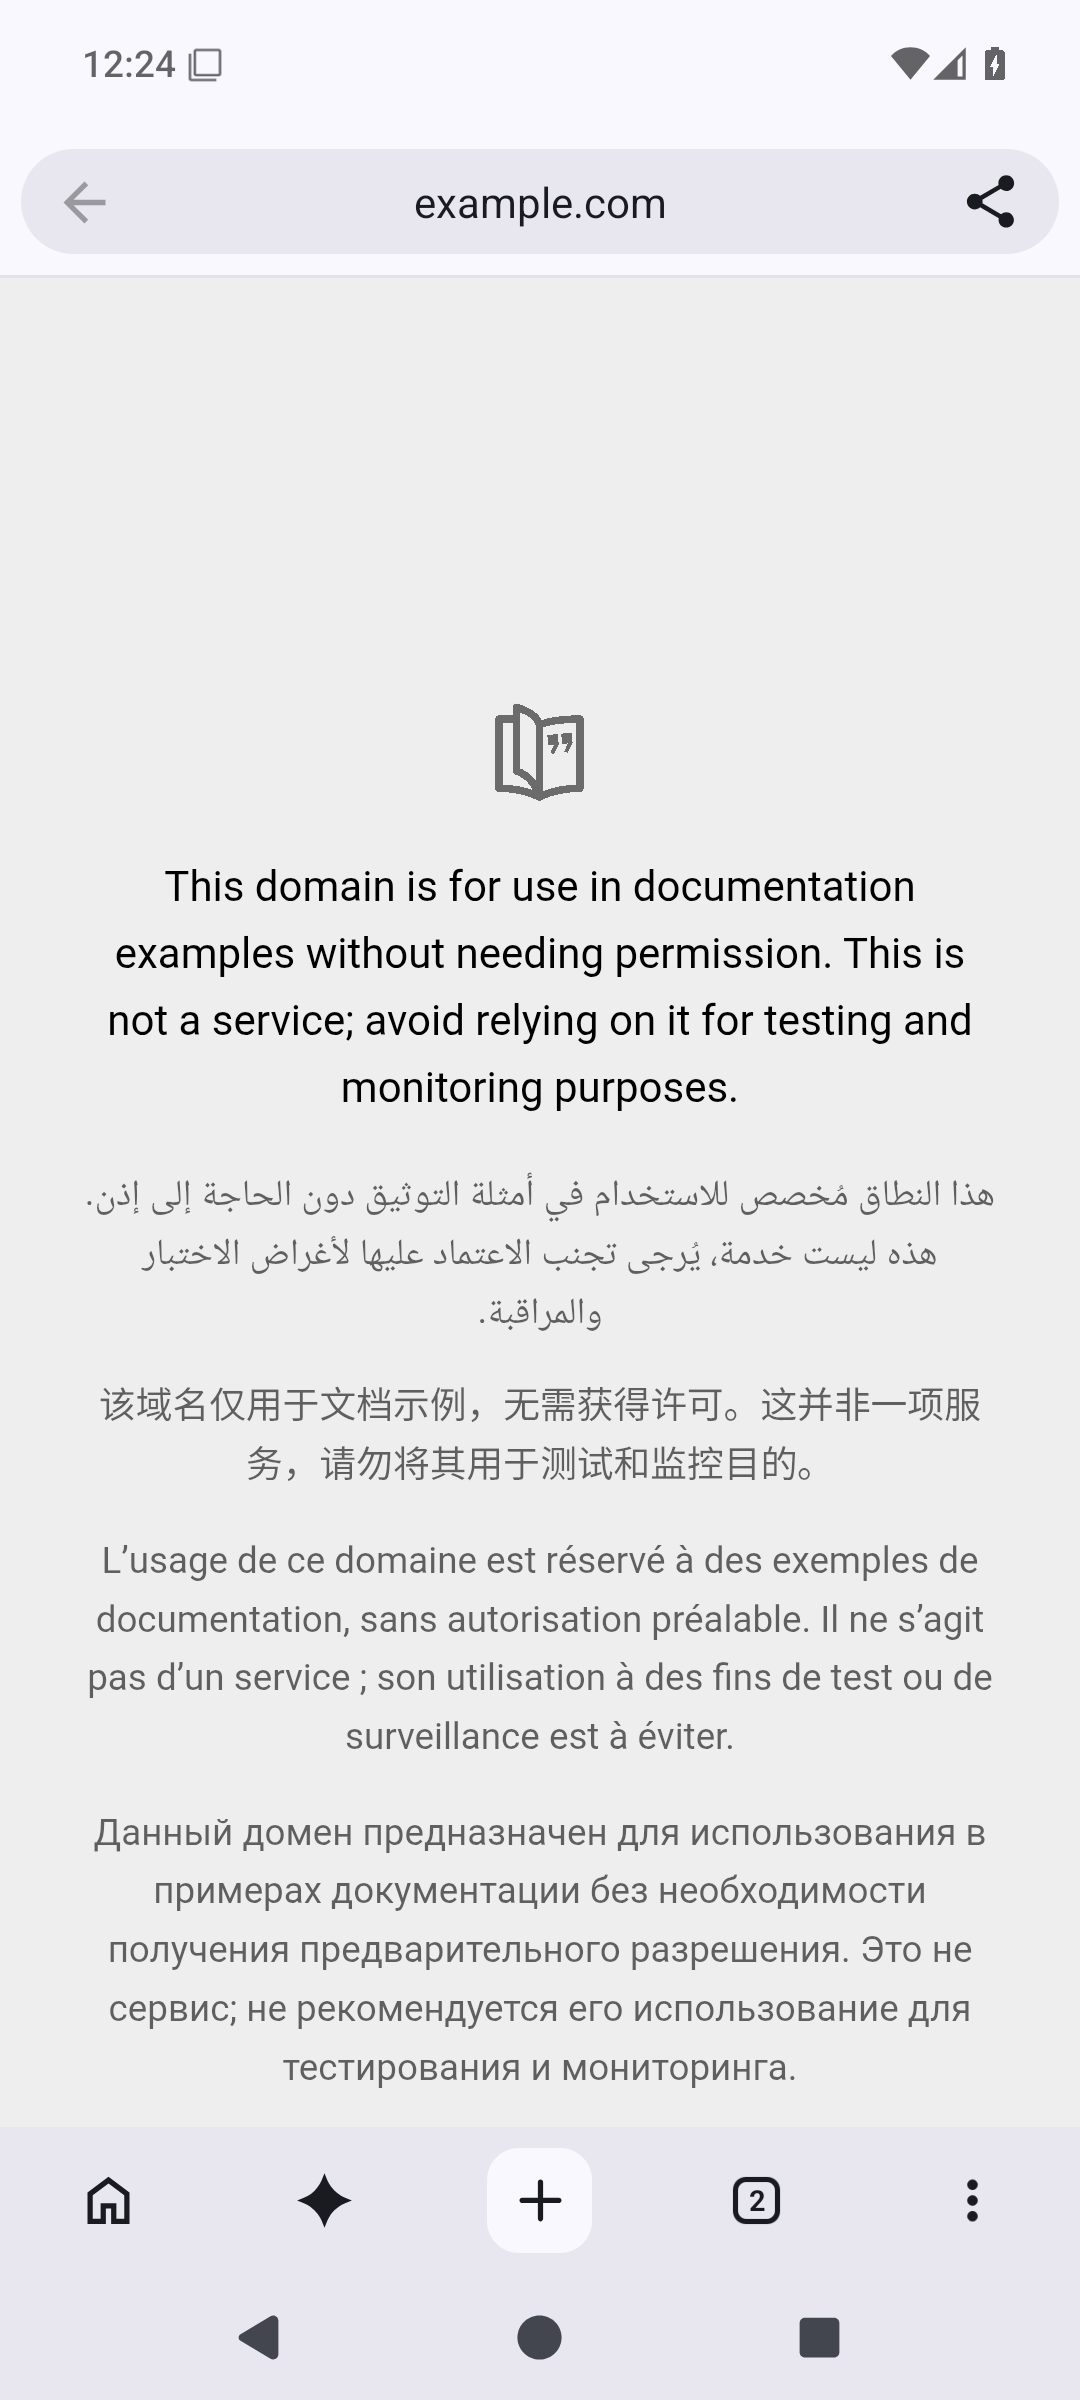 12:24
example.com
This domain is for use in documentation
examples without needing permission. This is
not a service; avoid relying on it for testing and
monitoring purposes.
هذا النطاق مُخصص للاستخدام في أمثلة التوثيق دون الحاجة إلى إذن.
هذه ليست خدمة، يُرجى تجنب الاعتماد عليها لأغراض الاختبار
والمراقبة.
该域名仅用于文档示例，无需获得许可。这并非一项服
务，请勿将其用于测试和监控目的。
L’usage de ce domaine est réservé à des exemples de
documentation, sans autorisation préalable. Il ne s’agit
pas d’un service ; son utilisation à des fins de test ou de
surveillance est à éviter.
Данный домен предназначен для использования в
примерах документации без необходимости
получения предварительного разрешения. Это не
сервис; не рекомендуется его использование для
тестирования и мониторинга.
2